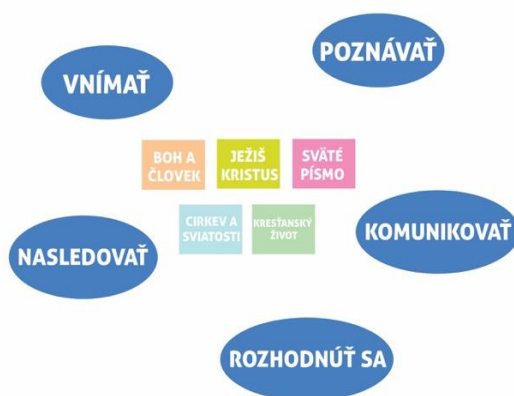 POZNÁVAŤ
VNÍMAŤ
BOH A
ČLOVEK
JEŽIŠ
KRISTUS
SVÄTÉ
PÍSMO
CIRKEV A
SVIATOSTI
KRESŤANSKÝ
ŽIVOT
KOMUNIKOVAŤ
NASLEDOVAŤ
ROZHODNÚŤ SA